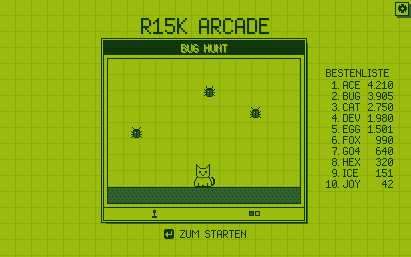 R15K ARCADE
BUG HUNT
BESTENLISTE
1. ACE 4.210
2. BUG 3.905
3. CAT 2.750
4. DEV 1.980
5. EGG 1.501
6. FOX 990
7. GO4 640
8. HEX 320
9. ICE 151
10. JOY 42
ZUM STARTEN